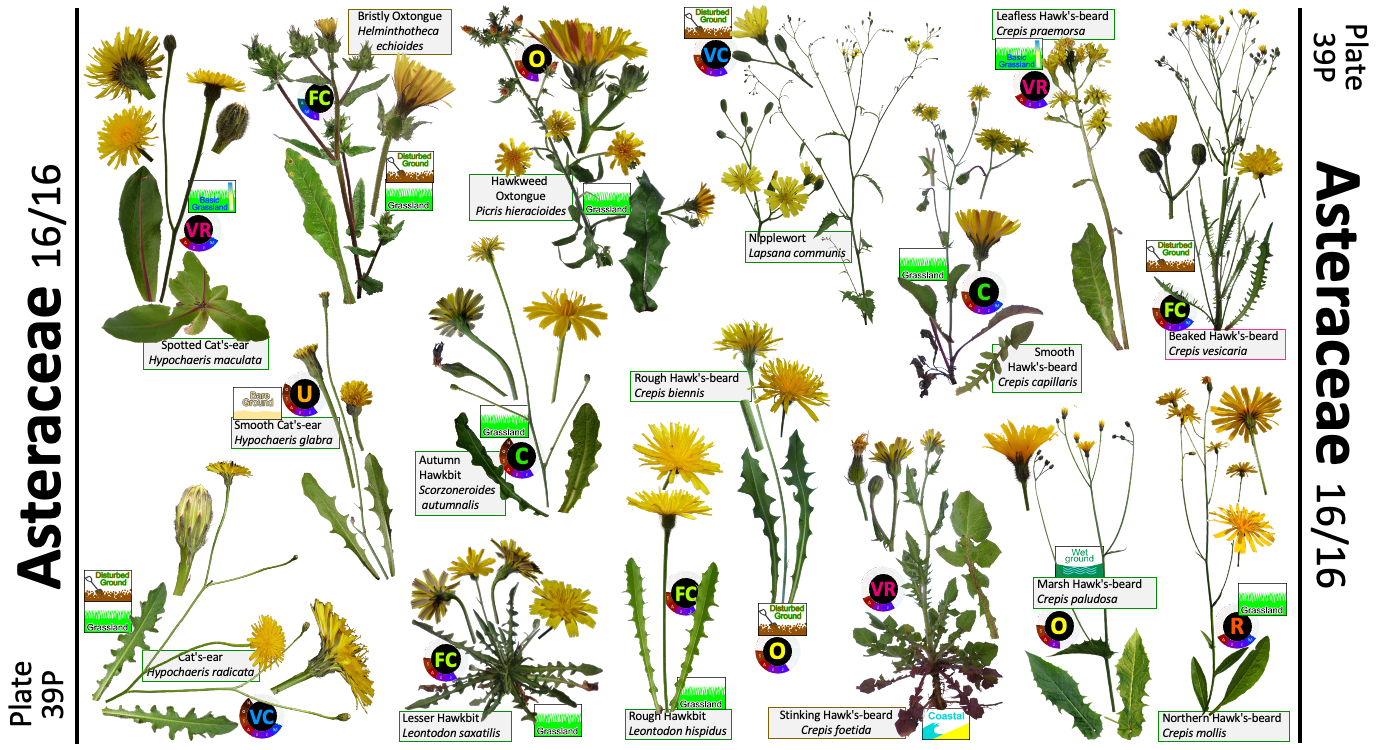 Plate
39P
Asteraceae 16/16
Bristly Oxtongue
Helminthotheca
echioides
FC
Disturbed
Ground
Grassland
Basic
Grassland
VR
Spotted Cat's-ear
Hypochaeris maculata
O
Hawkweed
Oxtongue
Picris hieracioides
Grassland
Disturbed
Ground
VC
Nipplewort
Lapsana communis
Leafless Hawk's-beard
Crepis praemorsa
Basic
Grassland
VR
Grassland
C
Smooth
Hawk's-beard
Crepis capillaris
Disturbed
Ground
FC
Beaked Hawk's-beard
Crepis vesicaria
Bare
Ground
U
Smooth Cat's-ear
Hypochaeris glabra
Grassland
C
Autumn
Hawkbit
Scorzoneroides
autumnalis
Rough Hawk's-beard
Crepis biennis
Disturbed
Ground
O
Disturbed
Ground
Grassland
Cat's-ear
Hypochaeris radicata
VC
FC
Lesser Hawkbit
Leontodon saxatilis
Grassland
FC
Grassland
Rough Hawkbit
Leontodon hispidus
VR
Stinking Hawk's-beard
Crepis foetida
Coastal
Wet
ground
Marsh Hawk's-beard
Crepis paludosa
O
Grassland
R
Northern Hawk's-beard
Crepis mollis
Plate
39P
Asteraceae 16/16